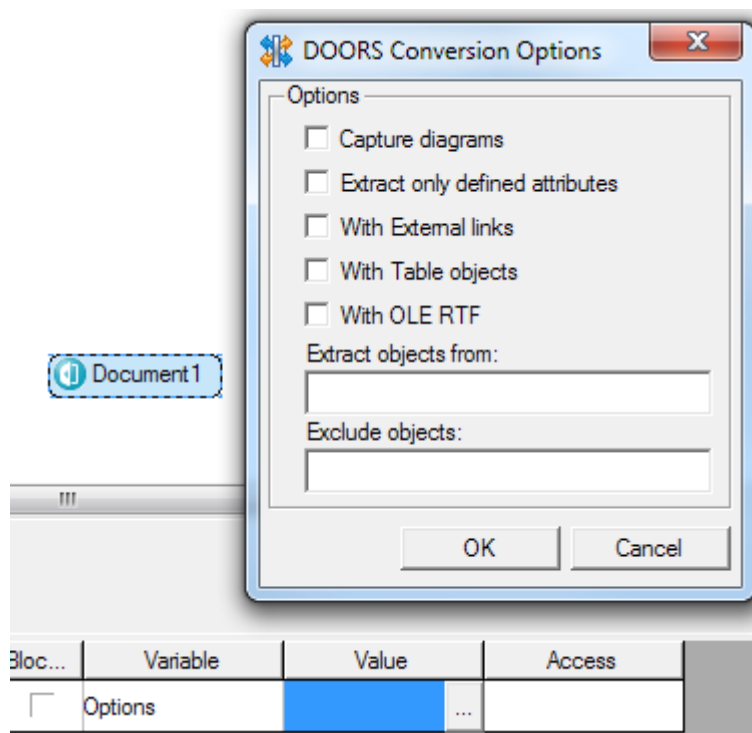 DOORS Conversion Options
Options
Capture diagrams
Extract only defined attributes
With External links
With Table objects
With OLE RTF
Extract objects from:
Document1
Exclude objects:
OK Cancel
Bloc... Variable Value Access
Options ...